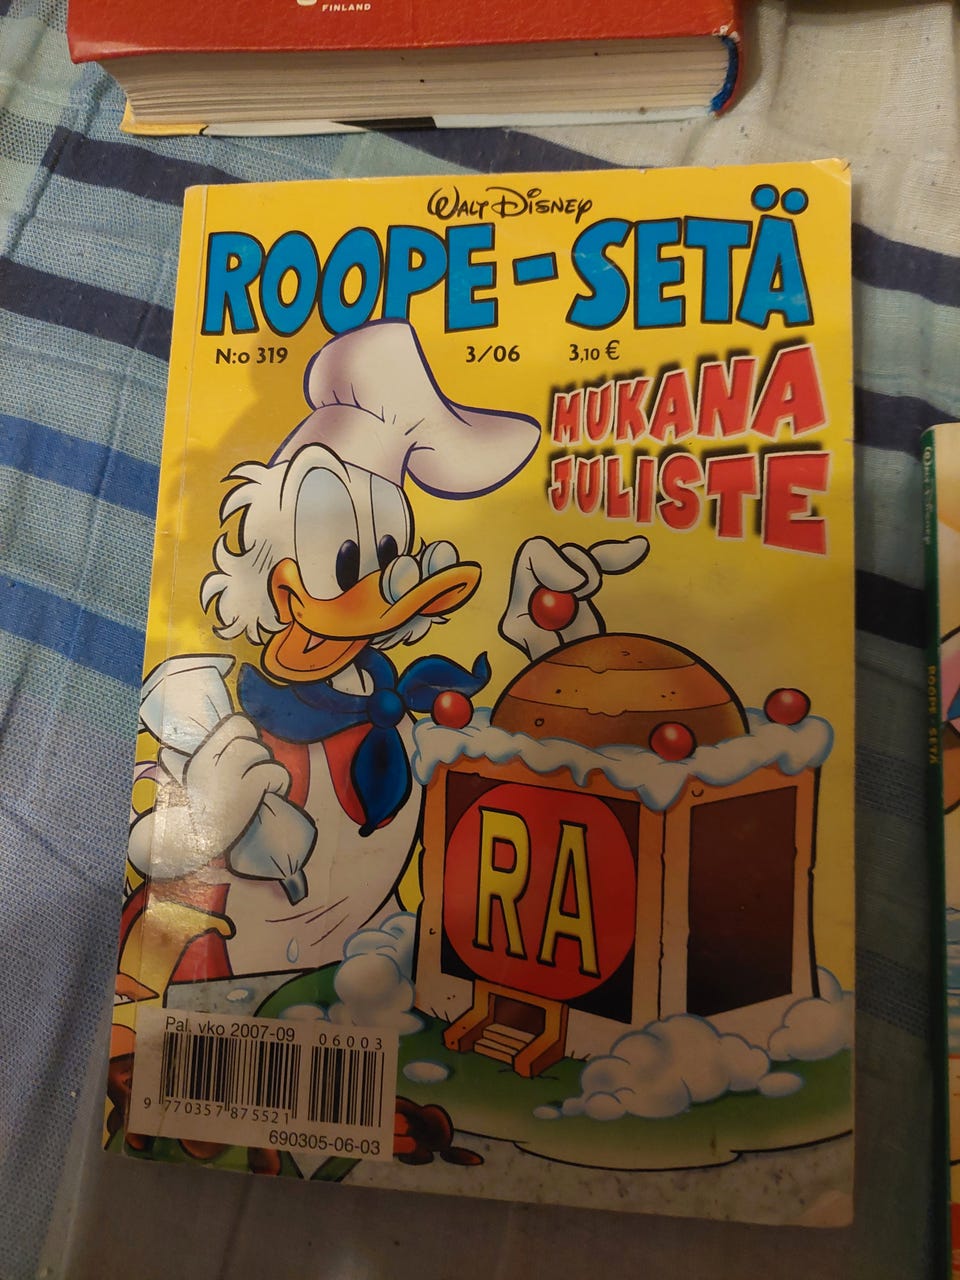 FINLAND
WALT DISNEY
ROOPE-SETÄ
N:o 319 3/06 3,10 €
MUKANA
JULISTE
RA
Pal. vko 2007-09
06003
9 770357 875521
690305-06-03
ROOPE-SETÄ